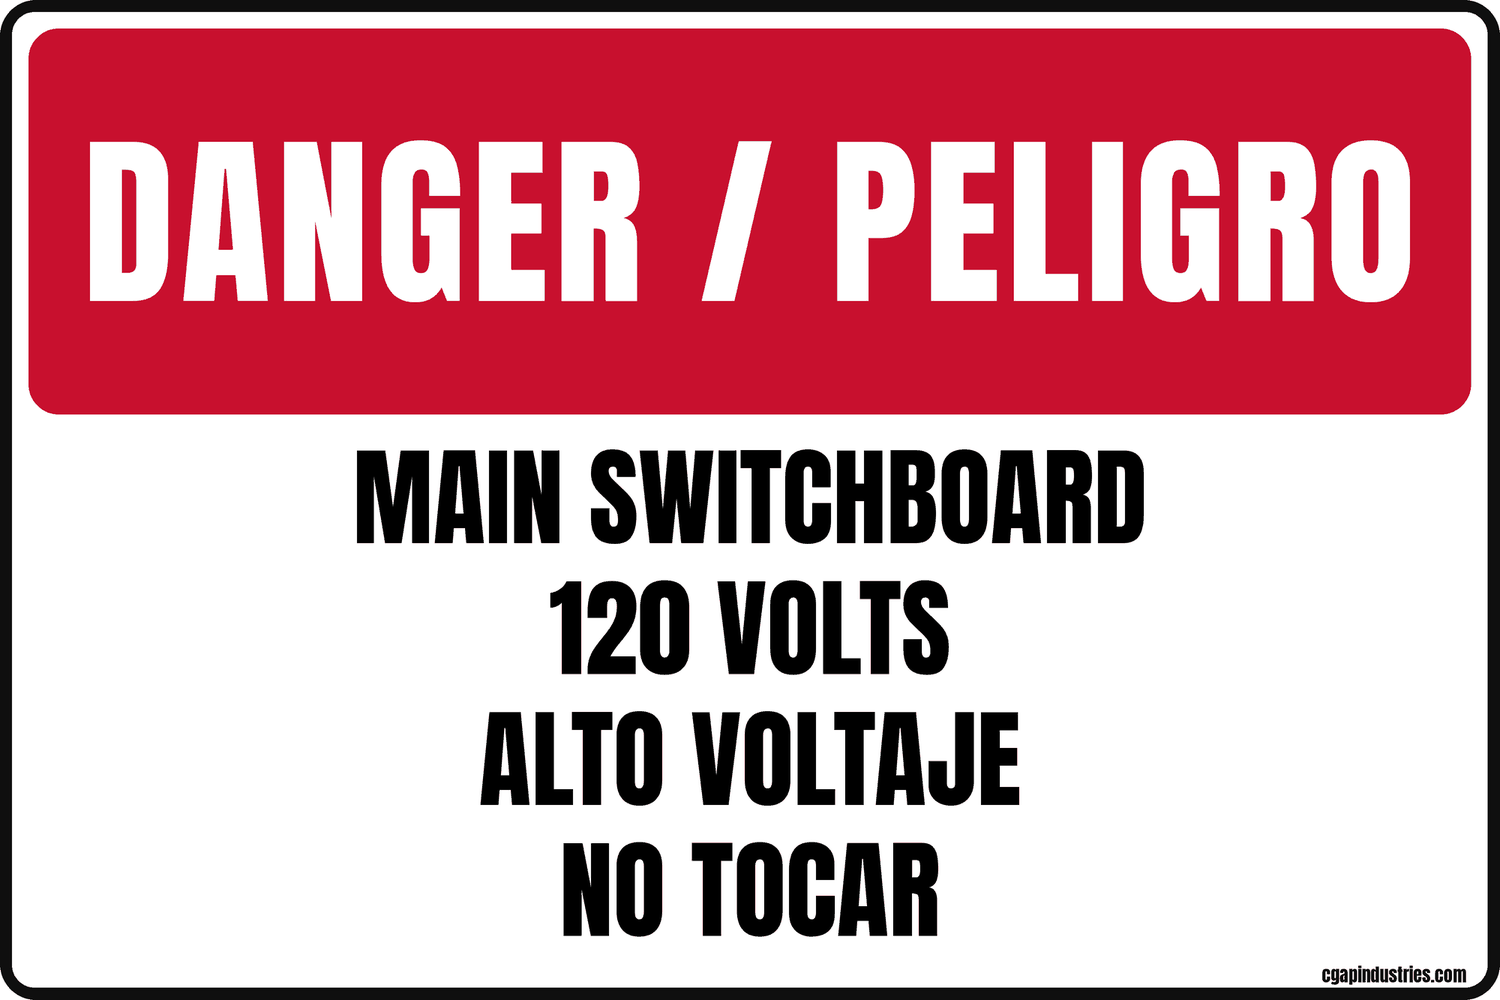 DANGER / PELIGRO
MAIN SWITCHBOARD
120 VOLTS
ALTO VOLTAJE
NO TOCAR
cgapindustries.com